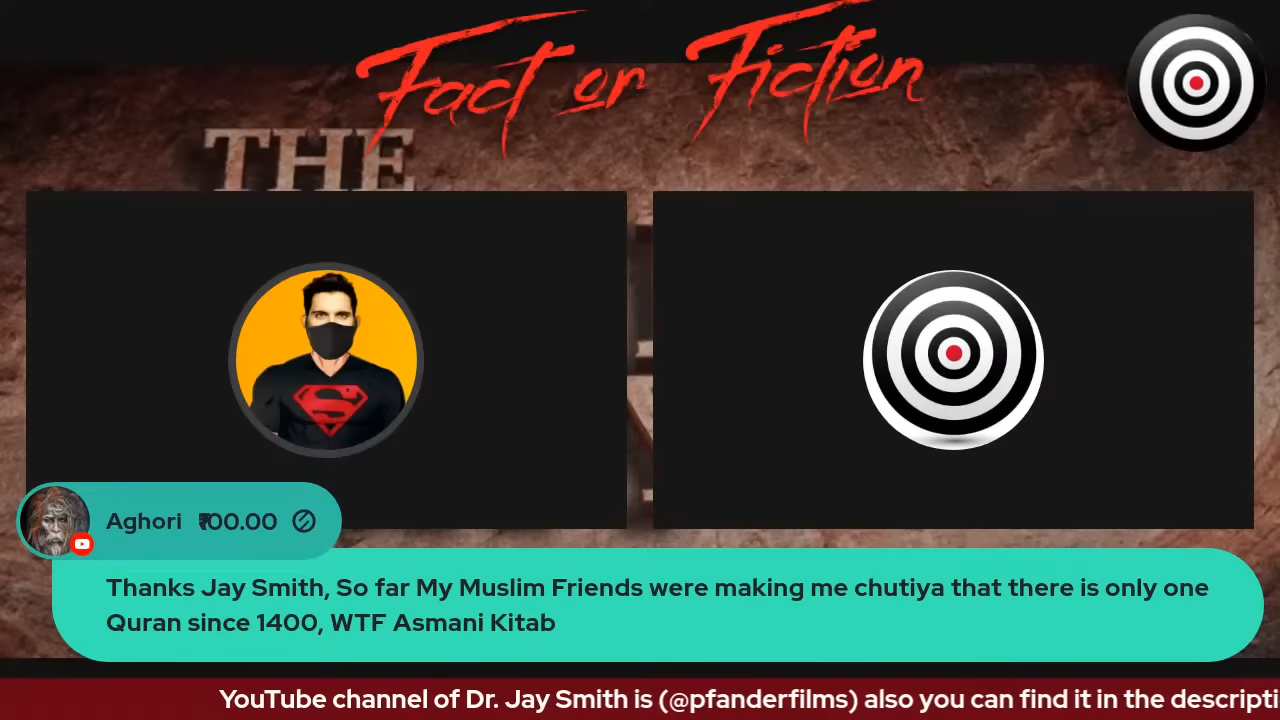 Fact or Fiction
THE
Aghori ₹100.00
Thanks Jay Smith, So far My Muslim Friends were making me chutiya that there is only one
Quran since 1400, WTF Asmani Kitab
YouTube channel of Dr. Jay Smith is (@pfanderfilms) also you can find it in the descripti